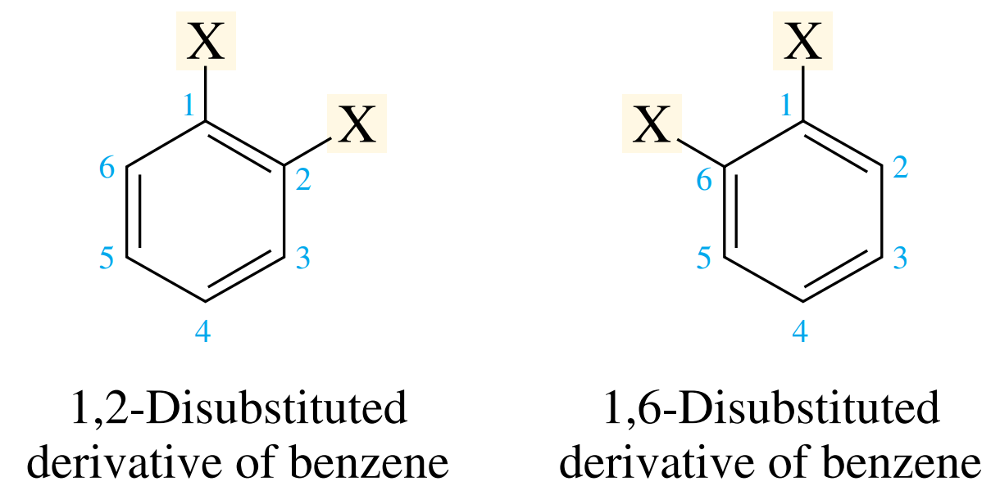 X
X
1
2
3
4
5
6
1,2-Disubstituted
derivative of benzene
X
X
1
2
3
4
5
6
1,6-Disubstituted
derivative of benzene